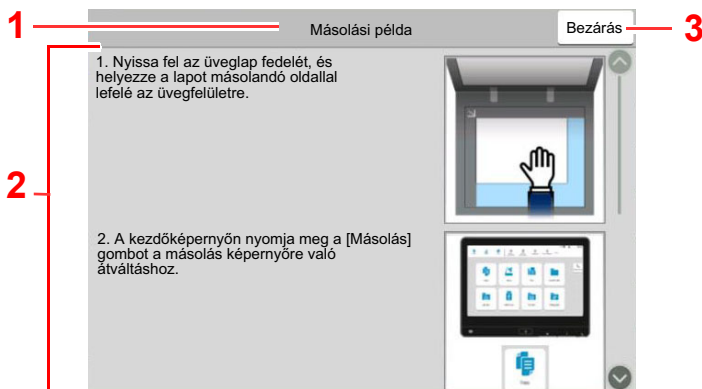 1
Másolási példa
Bezárás
3
2
1. Nyissa fel az üveglap fedelét, és
helyezze a lapot másolandó oldallal
lefelé az üvegfelületre.
2. A kezdőképernyőn nyomja meg a [Másolás]
gombot a másolás képernyőre való
átváltáshoz.